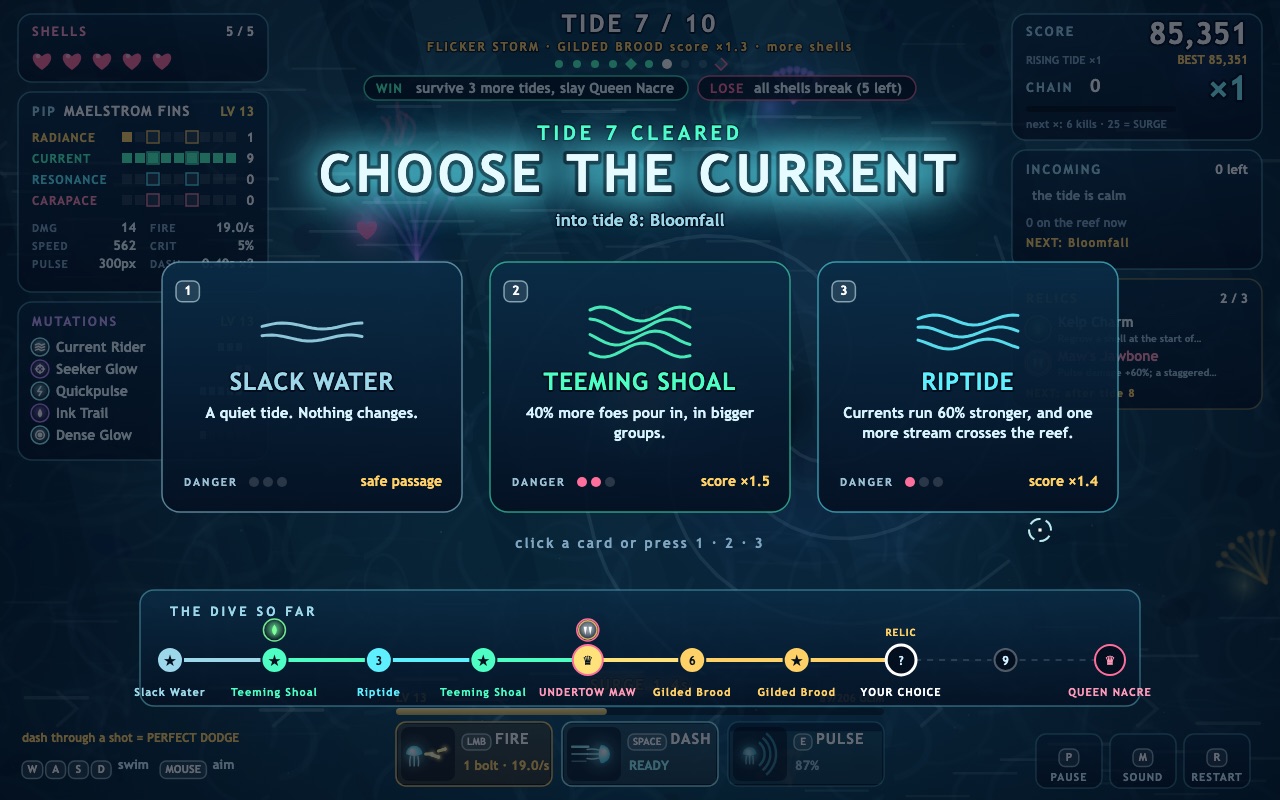 SHELLS 5 / 5
PIP MAELSTROM FINS LV 13
RADIANCE 1
CURRENT 9
RESONANCE 0
CARAPACE 0
DMG 14 FIRE 19.0/s
SPEED 562 CRIT 5%
PULSE 300px
MUTATIONS
Current Rider
Seeker Glow
Quickpulse
Ink Trail
Dense Glow
TIDE 7 / 10
FLICKER STORM · GILDED BROOD score ×1.3 · more shells
WIN survive 3 more tides, slay Queen Nacre
LOSE all shells break (5 left)
SCORE 85,351
RISING TIDE ×1 BEST 85,351
CHAIN 0 ×1
next ×: 6 kills · 25 = SURGE
INCOMING 0 left
the tide is calm
0 on the reef now
NEXT: Bloomfall
RELICS 2 / 3
TIDE 7 CLEARED
CHOOSE THE CURRENT
into tide 8: Bloomfall
1
SLACK WATER
A quiet tide. Nothing changes.
DANGER safe passage
2
TEEMING SHOAL
40% more foes pour in, in bigger
groups.
DANGER score ×1.5
3
RIPTIDE
Currents run 60% stronger, and one
more stream crosses the reef.
DANGER score ×1.4
click a card or press 1 · 2 · 3
THE DIVE SO FAR
RELIC
3 6 ? 9
Slack Water Teeming Shoal Riptide Teeming Shoal UNDERTOW MAW Gilded Brood Gilded Brood YOUR CHOICE QUEEN NACRE
dash through a shot = PERFECT DODGE
W A S D swim MOUSE aim
LMB FIRE
1 bolt · 19.0/s
SPACE DASH
READY
E PULSE
87%
P
PAUSE
M
SOUND
R
RESTART